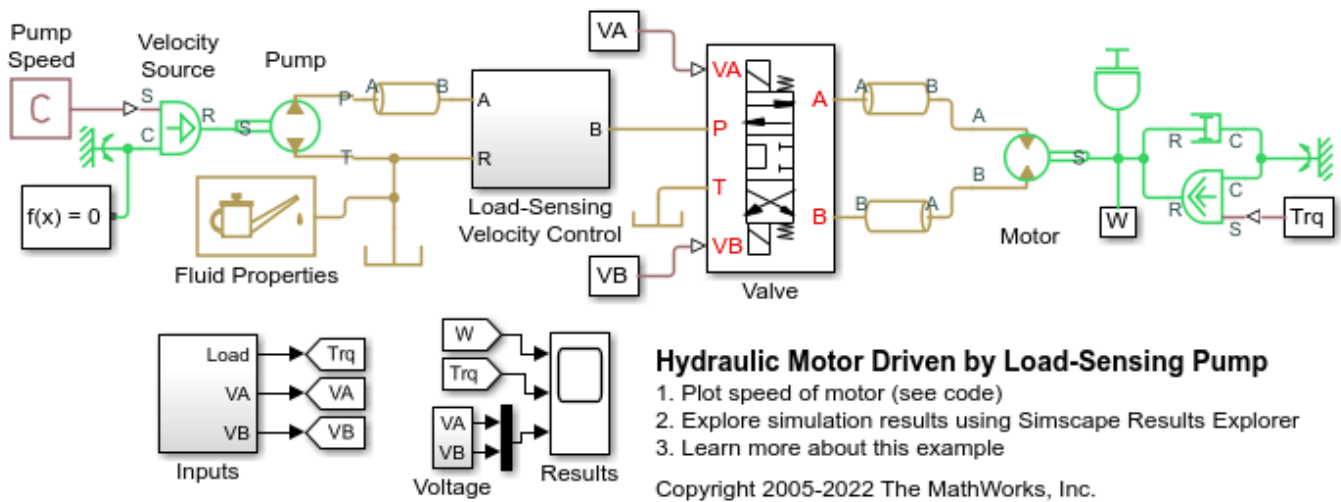 Pump
Speed
Velocity
Source
Pump
C
S
C
R
S
P
T
A
B
A
R
B
Load-Sensing
Velocity Control
f(x) = 0
Fluid Properties
VA
VB
VA
P
T
VB
A
B
Valve
A
B
B
A
A
B
S
Motor
W
R
C
R
C
S
Trq
Load
VA
VB
Inputs
Trq
VA
VB
W
Trq
VA
VB
Voltage
Results
Hydraulic Motor Driven by Load-Sensing Pump
1. Plot speed of motor (see code)
2. Explore simulation results using Simscape Results Explorer
3. Learn more about this example
Copyright 2005-2022 The MathWorks, Inc.